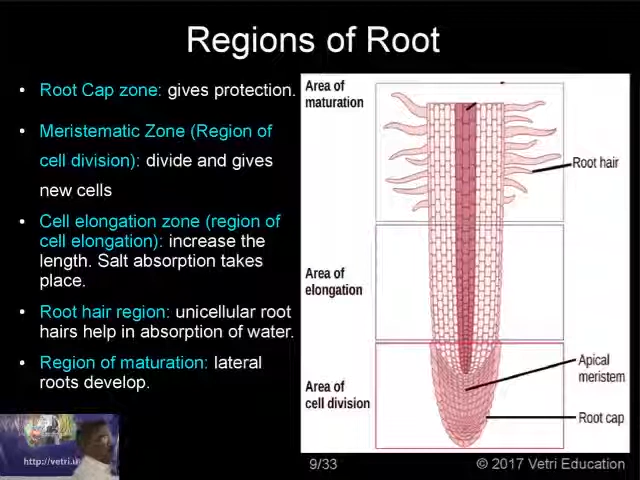 Regions of Root
• Root Cap zone: gives protection.
• Meristematic Zone (Region of
cell division): divide and gives
new cells
• Cell elongation zone (region of
cell elongation): increase the
length. Salt absorption takes
place.
• Root hair region: unicellular root
hairs help in absorption of water.
• Region of maturation: lateral
roots develop.
Area of
maturation
Root hair
Area of
elongation
Apical
meristem
Area of
cell division
Root cap
http://vetri.
9/33
© 2017 Vetri Education